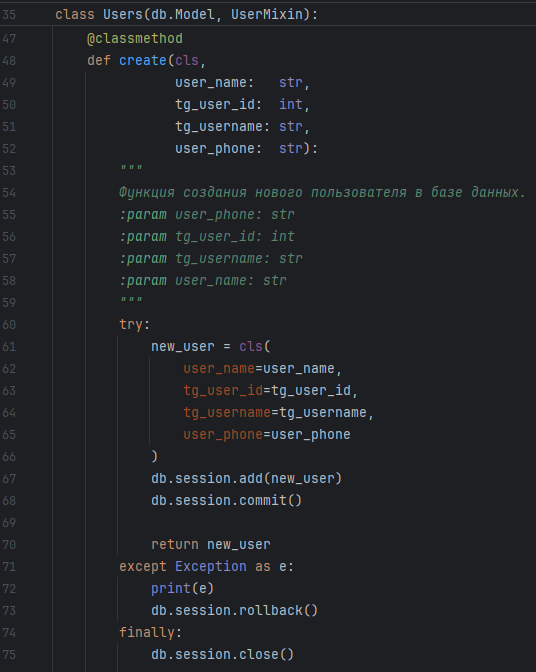 35 class Users(db.Model, UserMixin):
47     @classmethod
48     def create(cls,
49                user_name:   str,
50                tg_user_id:  int,
51                tg_username: str,
52                user_phone:  str):
53         """
54         Функция создания нового пользователя в базе данных.
55         :param user_phone: str
56         :param tg_user_id: int
57         :param tg_username: str
58         :param user_name: str
59         """
60         try:
61             new_user = cls(
62                 user_name=user_name,
63                 tg_user_id=tg_user_id,
64                 tg_username=tg_username,
65                 user_phone=user_phone
66             )
67             db.session.add(new_user)
68             db.session.commit()
69
70             return new_user
71         except Exception as e:
72             print(e)
73             db.session.rollback()
74         finally:
75             db.session.close()